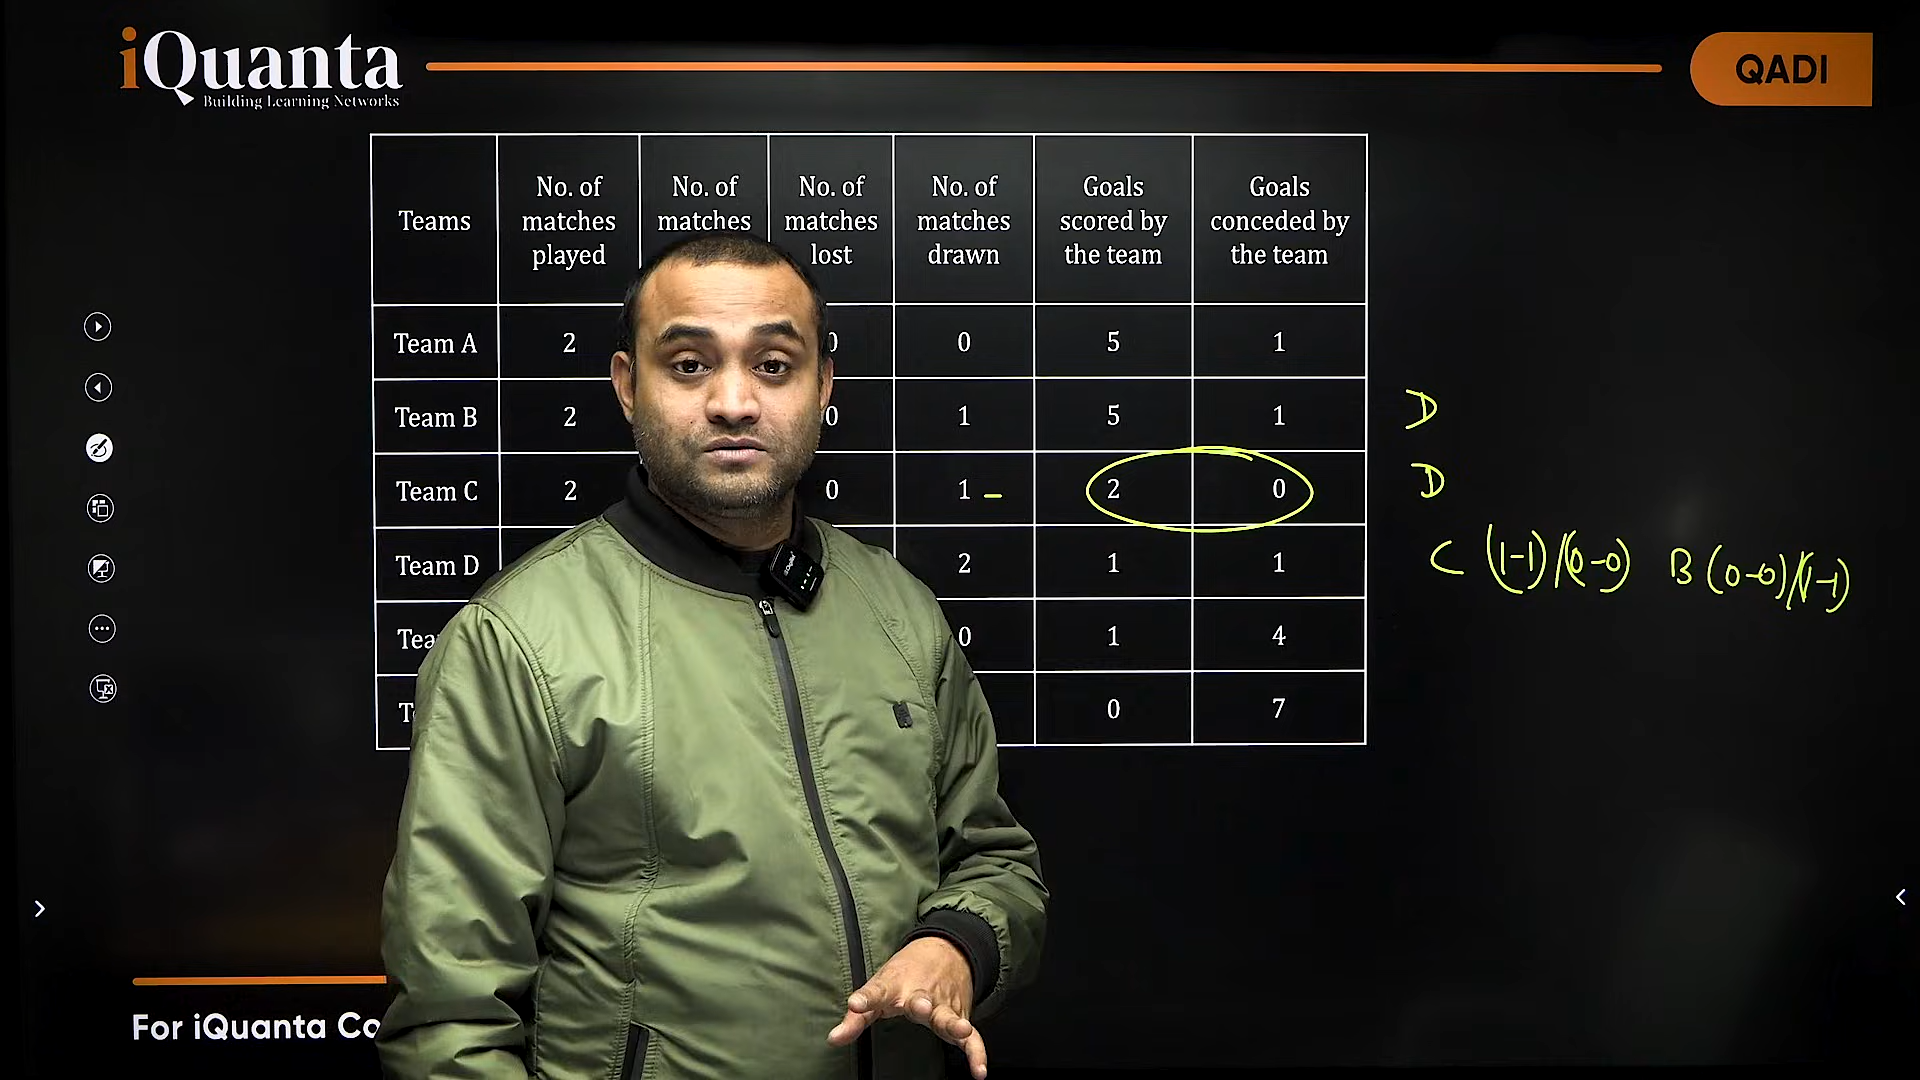 iQuanta
Building Learning Networks
QADI
Teams No. of matches played No. of matches No. of matches lost No. of matches drawn Goals scored by the team Goals conceded by the team
Team A 2 0 5 1
Team B 2 0 1 5 1 D
Team C 2 0 1 – 2 0 D
Team D 2 1 1 C (1-1)/(0-0) B (0-0)/(1-1)
0 1 4
0 7
For iQuanta